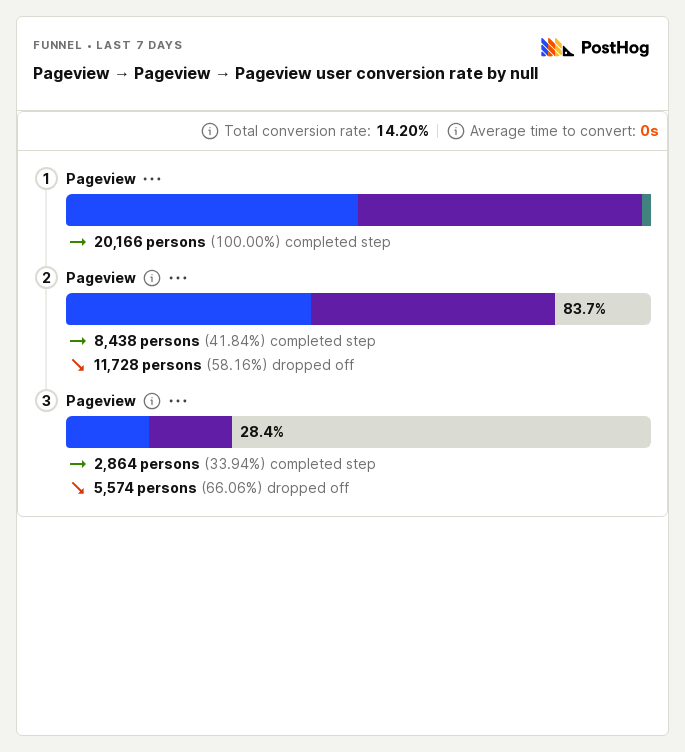 FUNNEL • LAST 7 DAYS
PostHog
Pageview → Pageview → Pageview user conversion rate by null
Total conversion rate: 14.20% Average time to convert: 0s
1 Pageview ···
→ 20,166 persons (100.00%) completed step
2 Pageview ···
83.7%
→ 8,438 persons (41.84%) completed step
↘ 11,728 persons (58.16%) dropped off
3 Pageview ···
28.4%
→ 2,864 persons (33.94%) completed step
↘ 5,574 persons (66.06%) dropped off